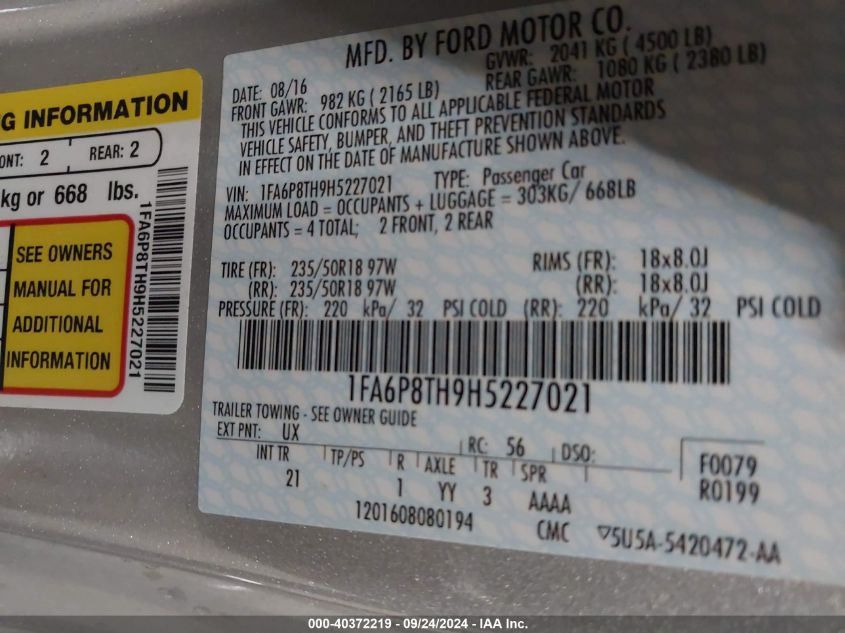 G INFORMATION
ONT: 2 REAR: 2
kg or 668 lbs.
SEE OWNERS
MANUAL FOR
ADDITIONAL
INFORMATION
1FA6P8TH9H5227021
MFD. BY FORD MOTOR CO.
DATE: 08/16 GVWR: 2041 KG ( 4500 LB)
FRONT GAWR: 982 KG ( 2165 LB) REAR GAWR: 1080 KG ( 2380 LB)
THIS VEHICLE CONFORMS TO ALL APPLICABLE FEDERAL MOTOR
VEHICLE SAFETY, BUMPER, AND THEFT PREVENTION STANDARDS
IN EFFECT ON THE DATE OF MANUFACTURE SHOWN ABOVE.
VIN: 1FA6P8TH9H5227021 TYPE: Passenger Car
MAXIMUM LOAD = OCCUPANTS + LUGGAGE = 303KG/ 668LB
OCCUPANTS = 4 TOTAL; 2 FRONT, 2 REAR
TIRE (FR): 235/50R18 97W RIMS (FR): 18x8.0J
(RR): 235/50R18 97W (RR): 18x8.0J
PRESSURE (FR): 220 kPa/ 32 PSI COLD (RR): 220 kPa/ 32 PSI COLD
1FA6P8TH9H5227021
TRAILER TOWING - SEE OWNER GUIDE
EXT PNT: UX RC: 56 DSO:
INT TR TP/PS R AXLE TR SPR F0079
21 1 YY 3 AAAA R0199
1201608080194 CMC 5U5A-5420472-AA
000-40372219 - 09/24/2024 - IAA Inc.